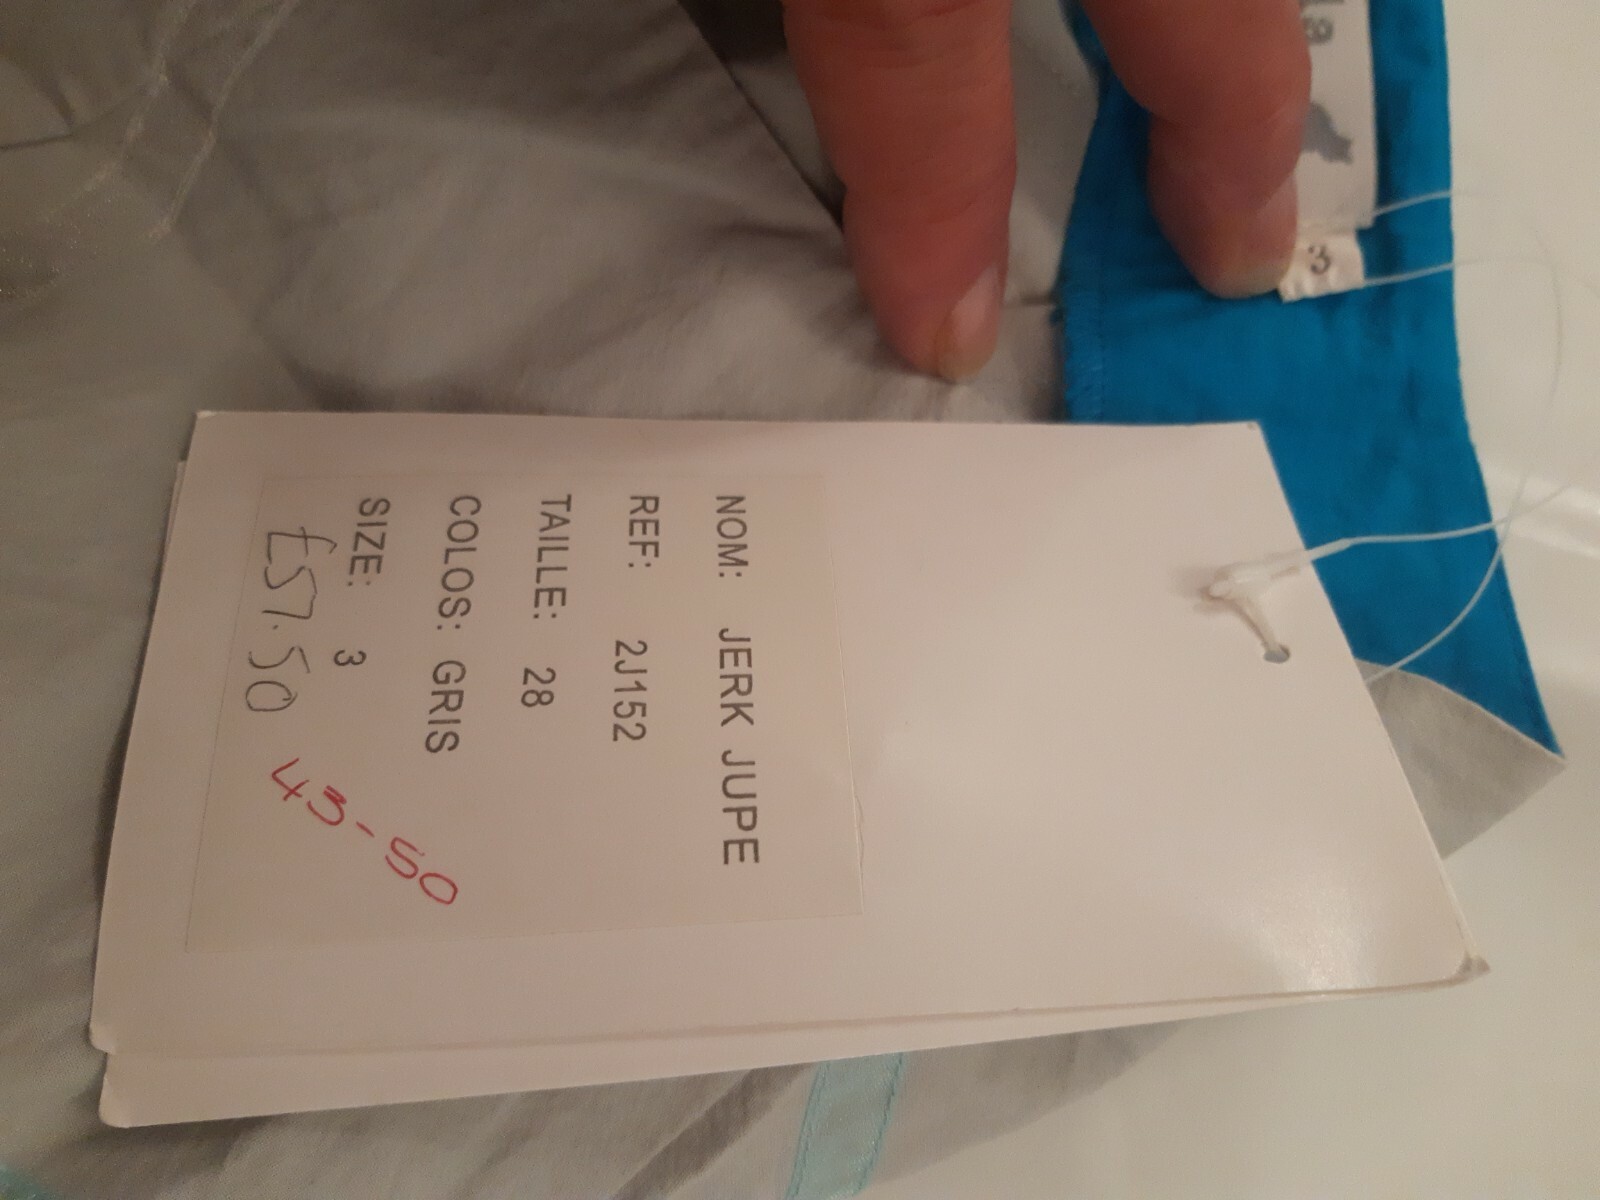 NOM: JERK JUPE
REF: 2J152
TAILLE: 28
COLOS: GRIS
SIZE: 3
£57.50
43-50
3